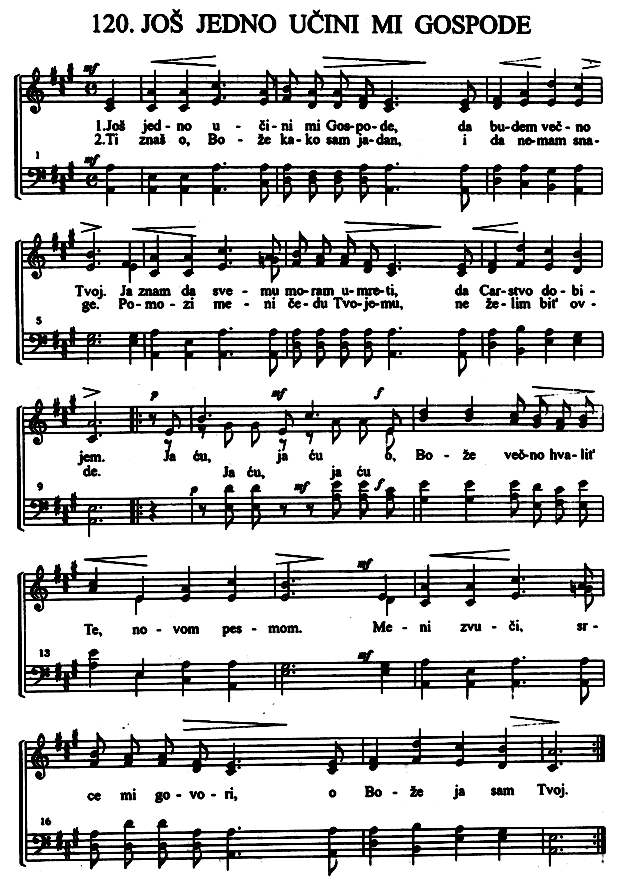 120. JOŠ JEDNO UČINI MI GOSPODE
mf
1.Još jed-no u - či-ni mi Gos-po-de, da bu-dem več-no
2.Ti znaš o, Bo - že ka-ko sam ja-dan, i da ne-mam sna-
1
mf
Tvoj. Ja znam da sve - mu mo-ram u-mre-ti, da Car-stvo do-bi-
ge. Po-mo-zi me - ni če-du Tvo-je-mu, ne že-lim bit' ov-
5
p mf f
jem. Ja ću, ja ću o, Bo - že več-no hva-lit'
de. Ja ću, ja ću
9
p mf f
mf
Te, no - vom pes - mom. Me - ni zvu - či, sr-
13
mf
ce mi go - vo - ri, o Bo - že ja sam Tvoj.
16